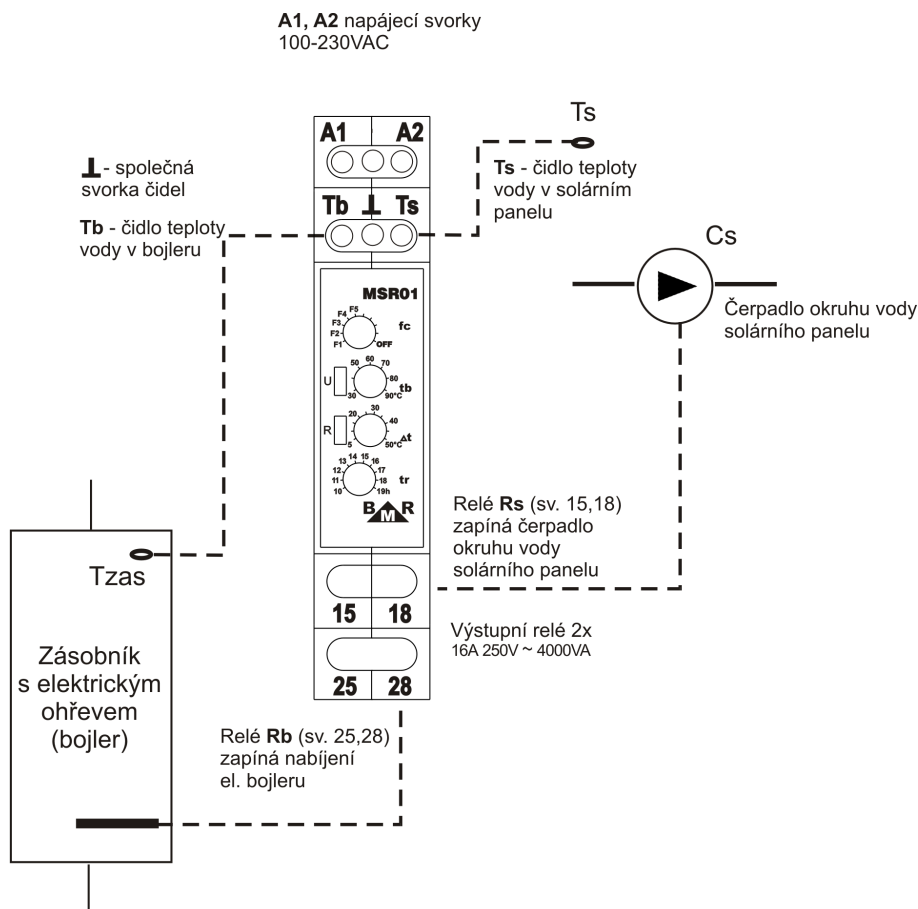 A1, A2 napájecí svorky
100-230VAC
Ts
A1 A2
⊥ - společná
svorka čidel
Ts - čidlo teploty
vody v solárním
panelu
Tb ⊥ Ts
Tb - čidlo teploty
vody v bojleru
Cs
Čerpadlo okruhu vody
solárního panelu
MSR01
F1 F2 F3 F4 F5 OFF
fc
U
30 50 60 70 80 90°C
tb
R
5 20 30 40 50°C
Δt
10 11 12 13 14 15 16 17 18 19h
tr
BMR
Relé Rs (sv. 15,18)
zapíná čerpadlo
okruhu vody
solárního panelu
Tzas
15 18
Výstupní relé 2x
16A 250V ~ 4000VA
Zásobník
s elektrickým
ohřevem
(bojler)
25 28
Relé Rb (sv. 25,28)
zapíná nabíjení
el. bojleru